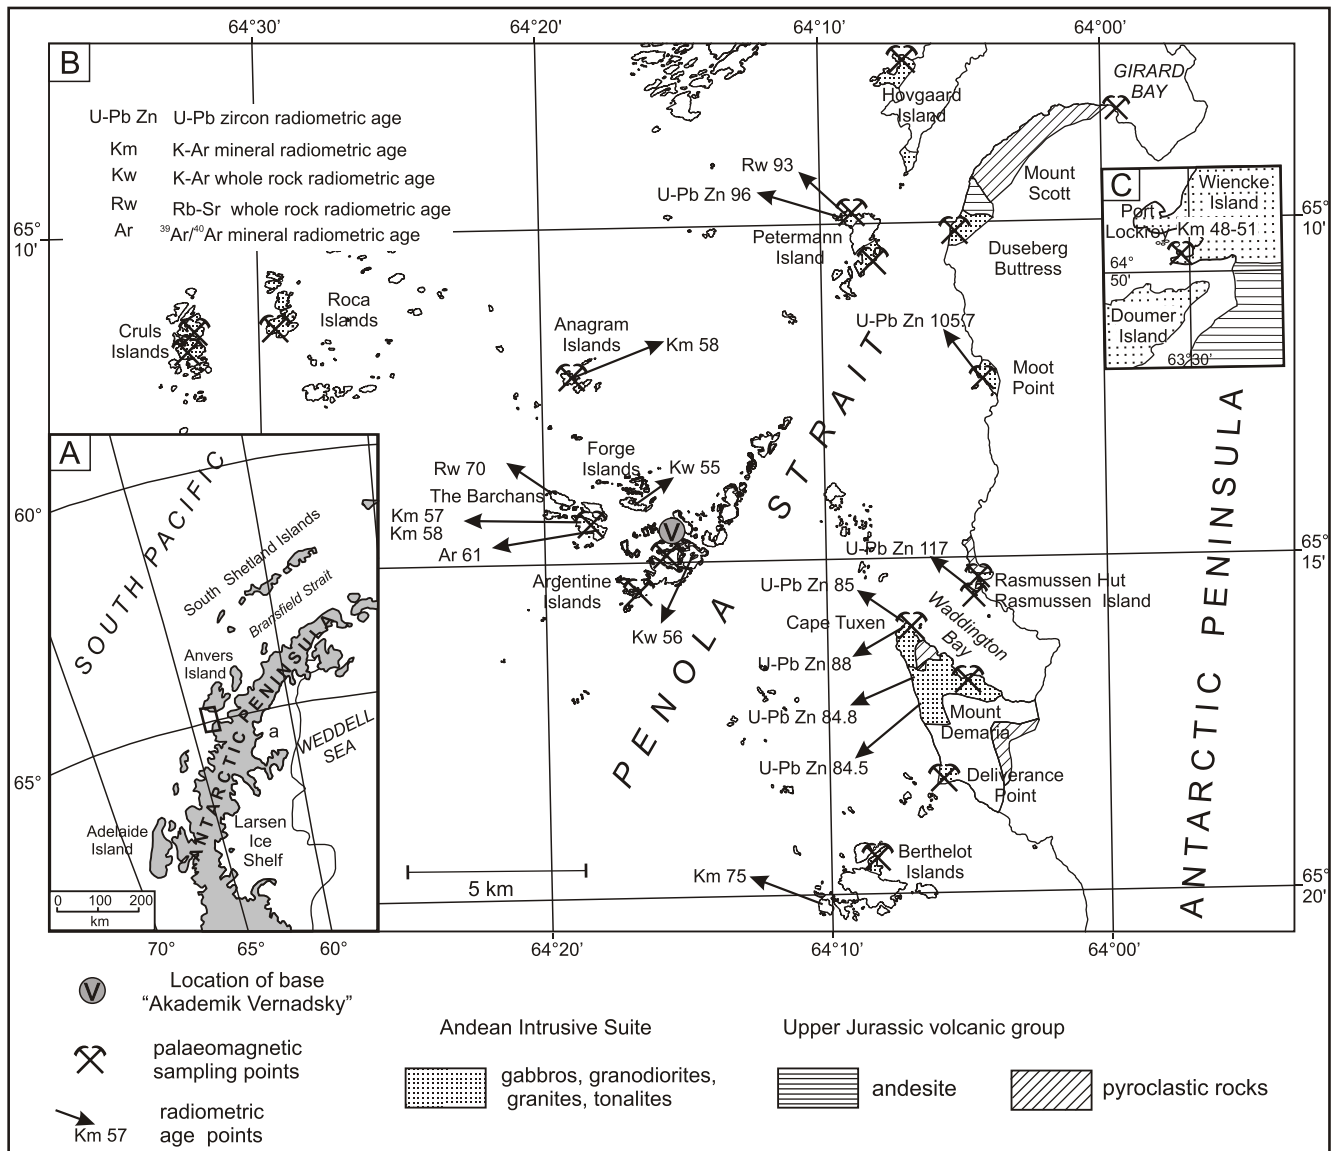 64°30' 64°20' 64°10' 64°00'
B
U-Pb Zn U-Pb zircon radiometric age
Km K-Ar mineral radiometric age
Kw K-Ar whole rock radiometric age
Rw Rb-Sr whole rock radiometric age
Ar ³⁹Ar/⁴⁰Ar mineral radiometric age
65°
10'
GIRARD
BAY
Hovgaard
Island
Mount
Scott
Rw 93
U-Pb Zn 96
Petermann
Island
Duseberg
Buttress
C
Wiencke
Island
Port
Lockroy
Km 48-51
64°
50'
Doumer
Island
63°30'
65°
10'
Cruls
Islands
Roca
Islands
Anagram
Islands
Km 58
U-Pb Zn 105.7
Moot
Point
Forge
Islands
Kw 55
Rw 70
The Barchans
Km 57
Km 58
Ar 61
V
Argentine
Islands
Kw 56
PENOLA STRAIT
U-Pb Zn 117
65°
15'
Rasmussen Hut
Rasmussen Island
U-Pb Zn 85
Cape Tuxen
Waddington
Bay
U-Pb Zn 88
U-Pb Zn 84.8
Mount
Demaria
U-Pb Zn 84.5
Deliverance
Point
Berthelot
Islands
Km 75
65°
20'
ANTARCTIC PENINSULA
5 km
A
SOUTH PACIFIC
60°
South Shetland Islands
Bransfield Strait
Anvers
Island
ANTARCTIC PENINSULA
a
WEDDELL
SEA
65°
Adelaide
Island
Larsen
Ice
Shelf
0 100 200
km
70° 65° 60°
64°20' 64°10' 64°00'
V
Location of base
“Akademik Vernadsky”
palaeomagnetic
sampling points
Km 57
radiometric
age points
Andean Intrusive Suite
gabbros, granodiorites,
granites, tonalites
Upper Jurassic volcanic group
andesite
pyroclastic rocks